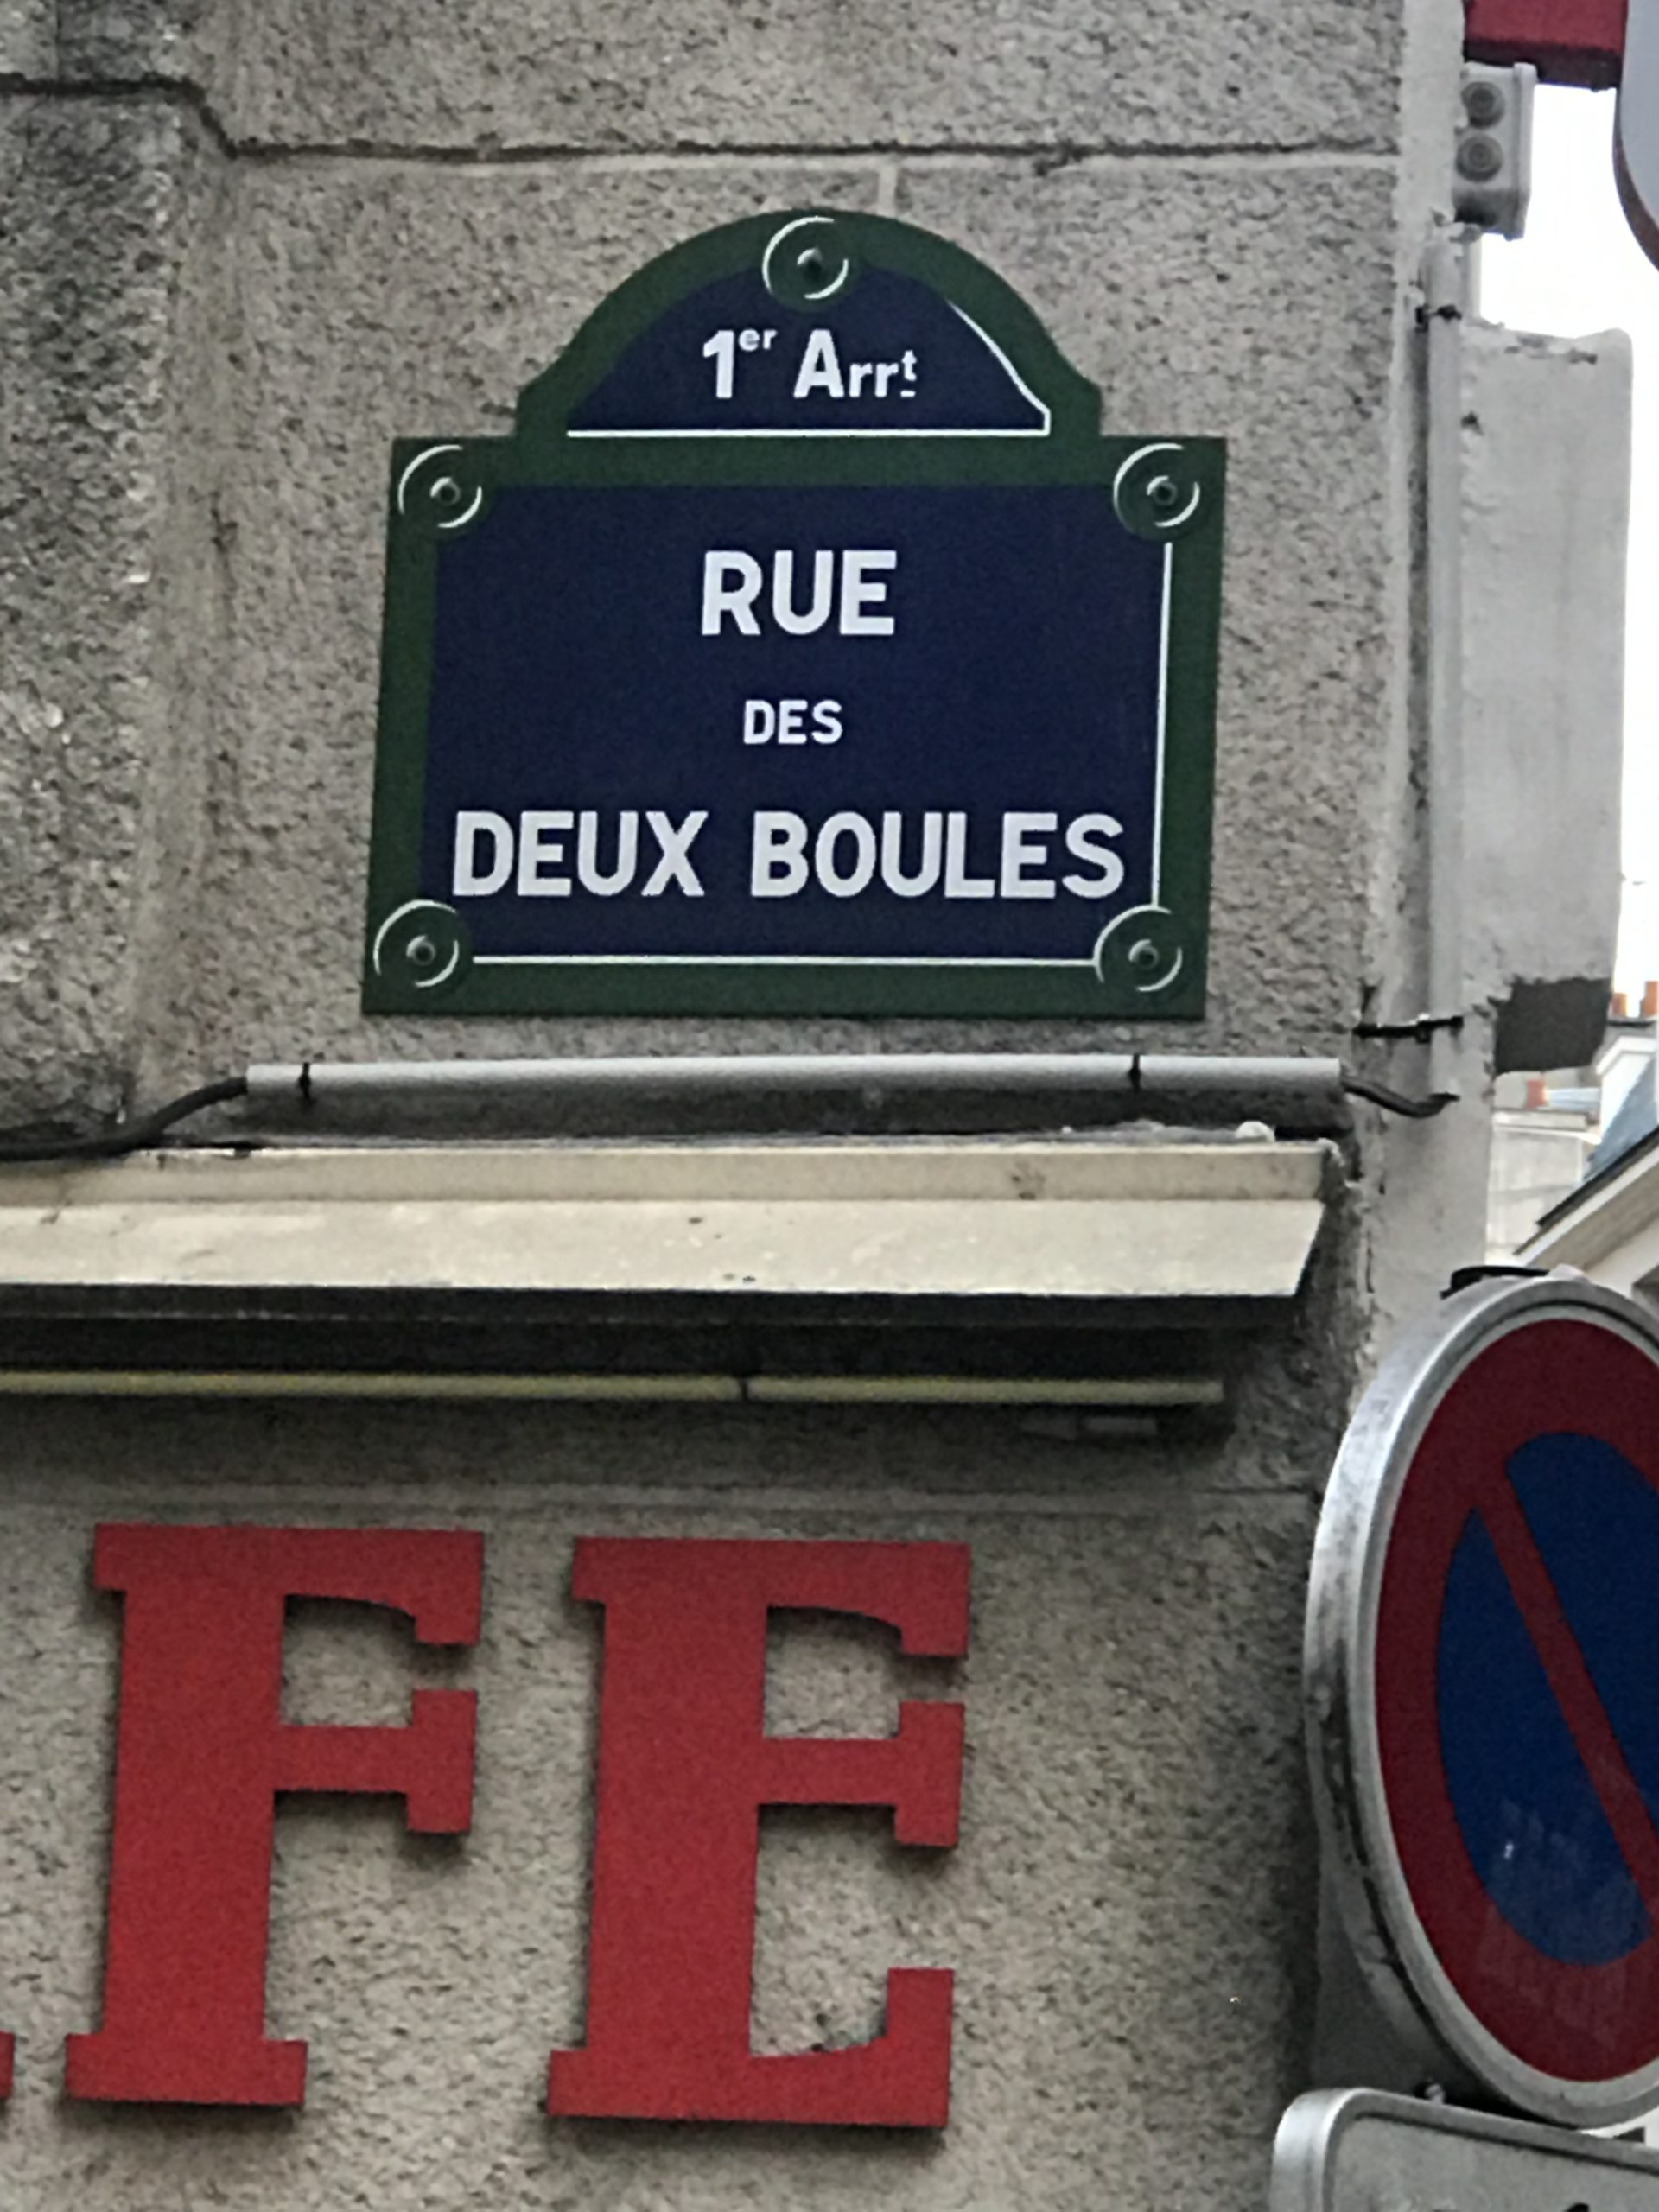 1er Arrt
RUE
DES
DEUX BOULES
FE